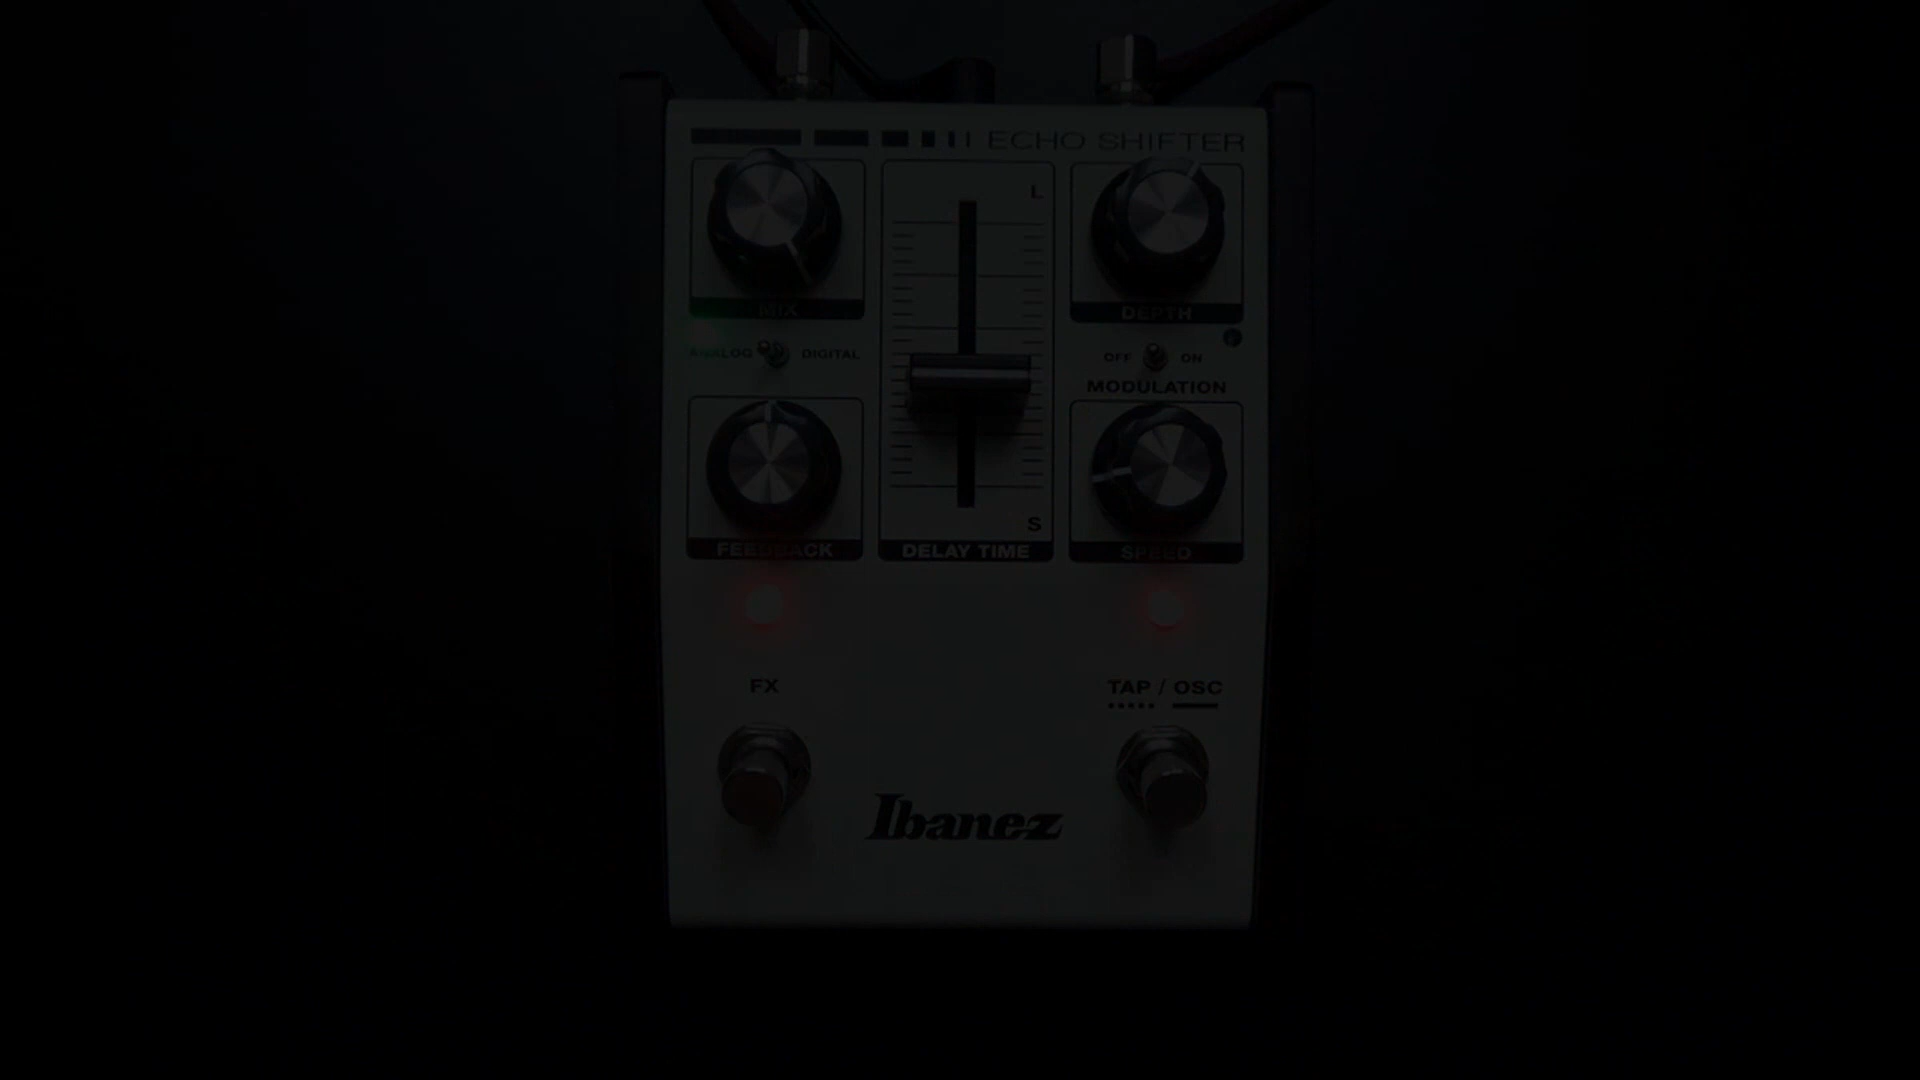 ECHO SHIFTER
L
MIX
DEPTH
ANALOG DIGITAL
OFF ON
MODULATION
S
FEEDBACK
DELAY TIME
SPEED
FX
TAP / OSC
Ibanez